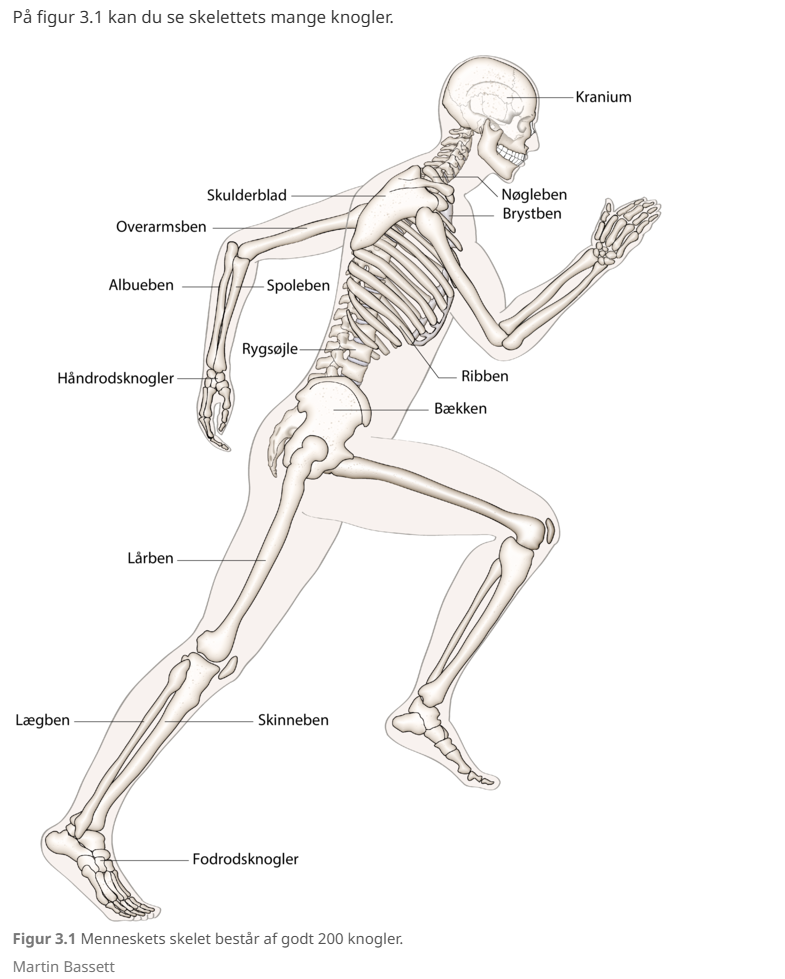 På figur 3.1 kan du se skelettets mange knogler.
Kranium
Skulderblad
Nøgleben
Brystben
Overarmsben
Albueben
Spoleben
Rygsøjle
Håndrodsknogler
Ribben
Bækken
Lårben
Lægben
Skinneben
Fodrodsknogler
Figur 3.1 Menneskets skelet består af godt 200 knogler.
Martin Bassett